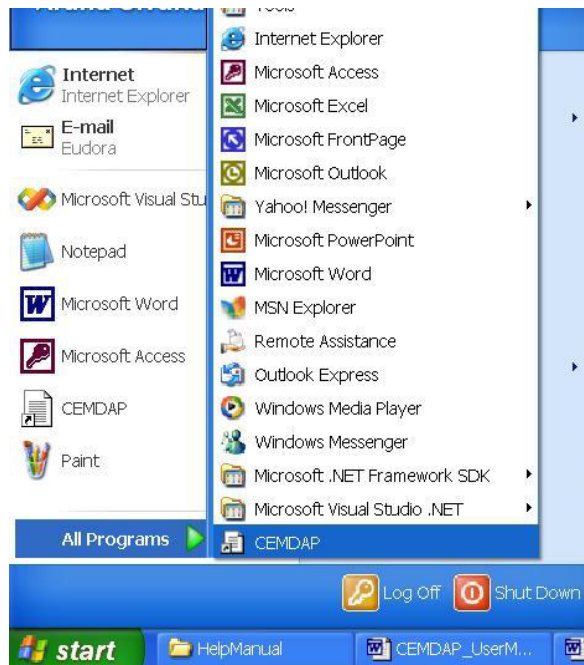 Internet
Internet Explorer
E-mail
Eudora
Microsoft Visual Stu
Notepad
Microsoft Word
Microsoft Access
CEMDAP
Paint
All Programs
Tools
Internet Explorer
Microsoft Access
Microsoft Excel
Microsoft FrontPage
Microsoft Outlook
Yahoo! Messenger
Microsoft PowerPoint
Microsoft Word
MSN Explorer
Remote Assistance
Outlook Express
Windows Media Player
Windows Messenger
Microsoft .NET Framework SDK
Microsoft Visual Studio .NET
CEMDAP
Log Off
Shut Down
start
HelpManual
CEMDAP_UserM...